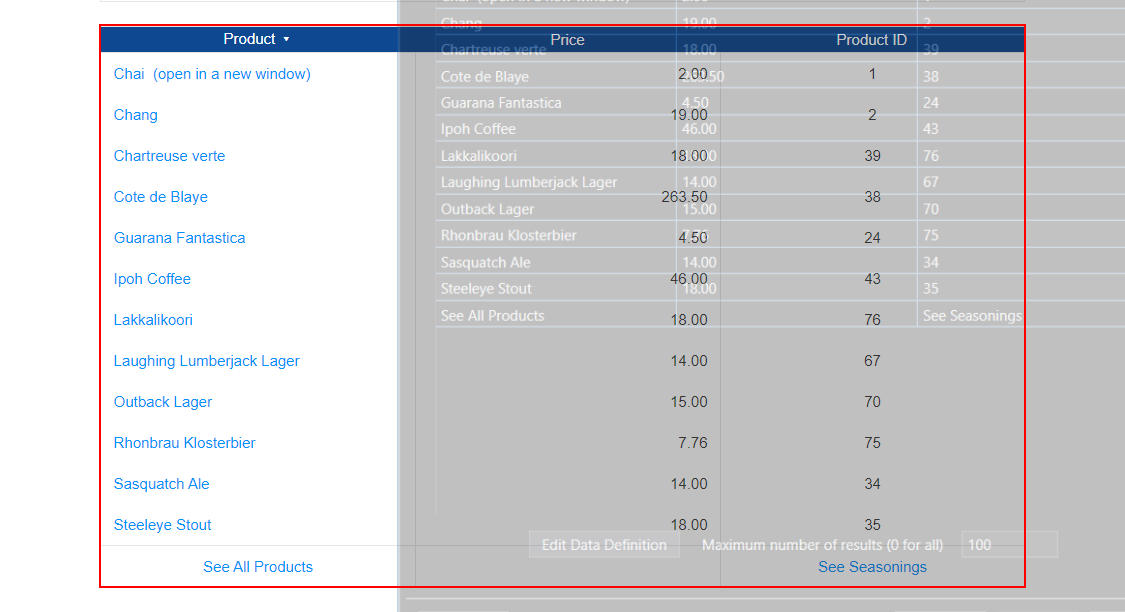 Product ▾ Price Product ID
Chai (open in a new window) 2.00 1
Chang 19.00 2
Chartreuse verte 18.00 39
Cote de Blaye 263.50 38
Guarana Fantastica 4.50 24
Ipoh Coffee 46.00 43
Lakkalikoori 18.00 76
Laughing Lumberjack Lager 14.00 67
Outback Lager 15.00 70
Rhonbrau Klosterbier 7.76 75
Sasquatch Ale 14.00 34
Steeleye Stout 18.00 35
See All Products See Seasonings
Chang 19.00 2
Chartreuse verte 18.00 39
Cote de Blaye 38
Guarana Fantastica 4.50 24
Ipoh Coffee 46.00 43
Lakkalikoori 76
Laughing Lumberjack Lager 14.00 67
Outback Lager 15.00 70
Rhonbrau Klosterbier 75
Sasquatch Ale 14.00 34
Steeleye Stout 18.00 35
See All Products See Seasonings
Edit Data Definition Maximum number of results (0 for all) 100